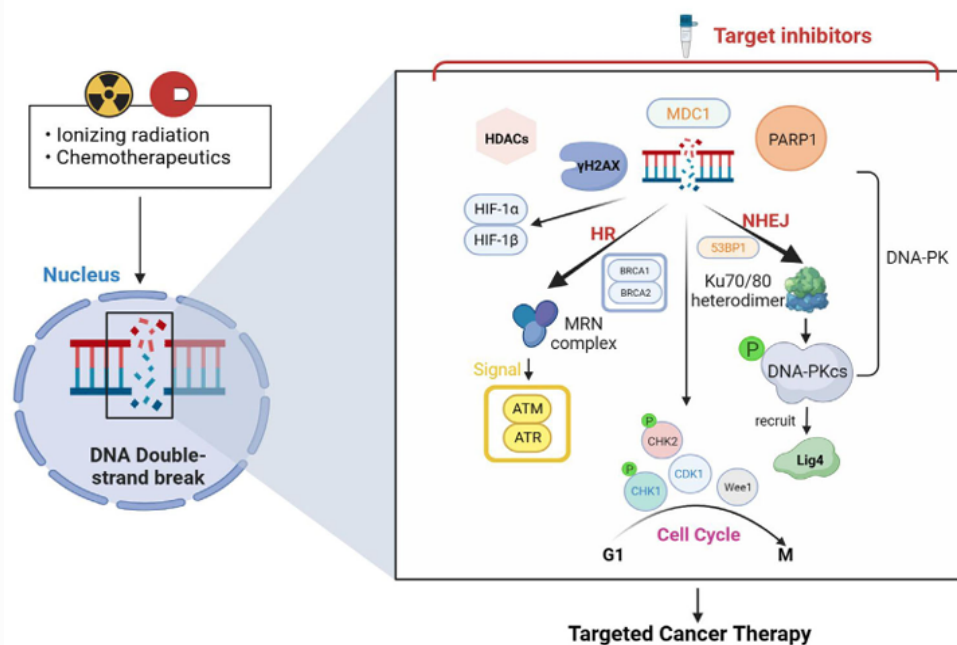 Target inhibitors
• Ionizing radiation
• Chemotherapeutics
Nucleus
DNA Double-
strand break
HDACs
MDC1
PARP1
γH2AX
HIF-1α
HIF-1β
HR
NHEJ
53BP1
BRCA1
BRCA2
Ku70/80
heterodimer
DNA-PK
MRN
complex
P
DNA-PKcs
Signal
ATM
ATR
recruit
Lig4
P
CHK2
CDK1
P
CHK1
Wee1
Cell Cycle
G1
M
Targeted Cancer Therapy